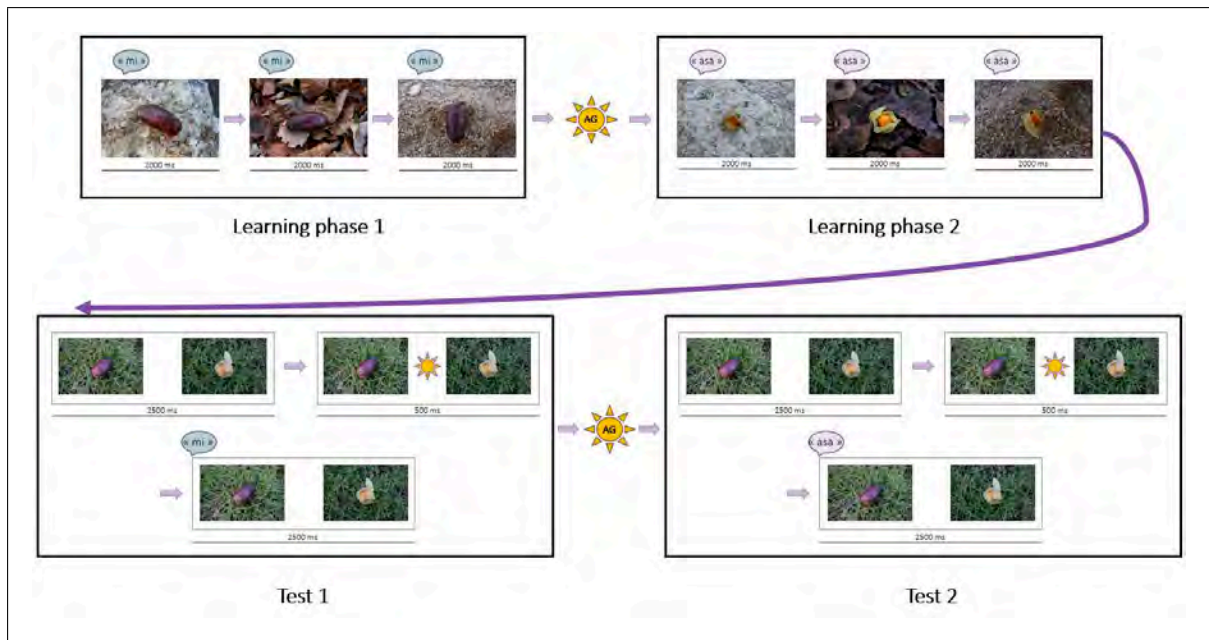 « mi » « mi » « mi »
2000 ms 2000 ms 2000 ms
Learning phase 1
AG
« asa » « asa » « asa »
2000 ms 2000 ms 2000 ms
Learning phase 2
2500 ms 500 ms
« mi »
2500 ms
Test 1
AG
2500 ms 500 ms
« asa »
2500 ms
Test 2